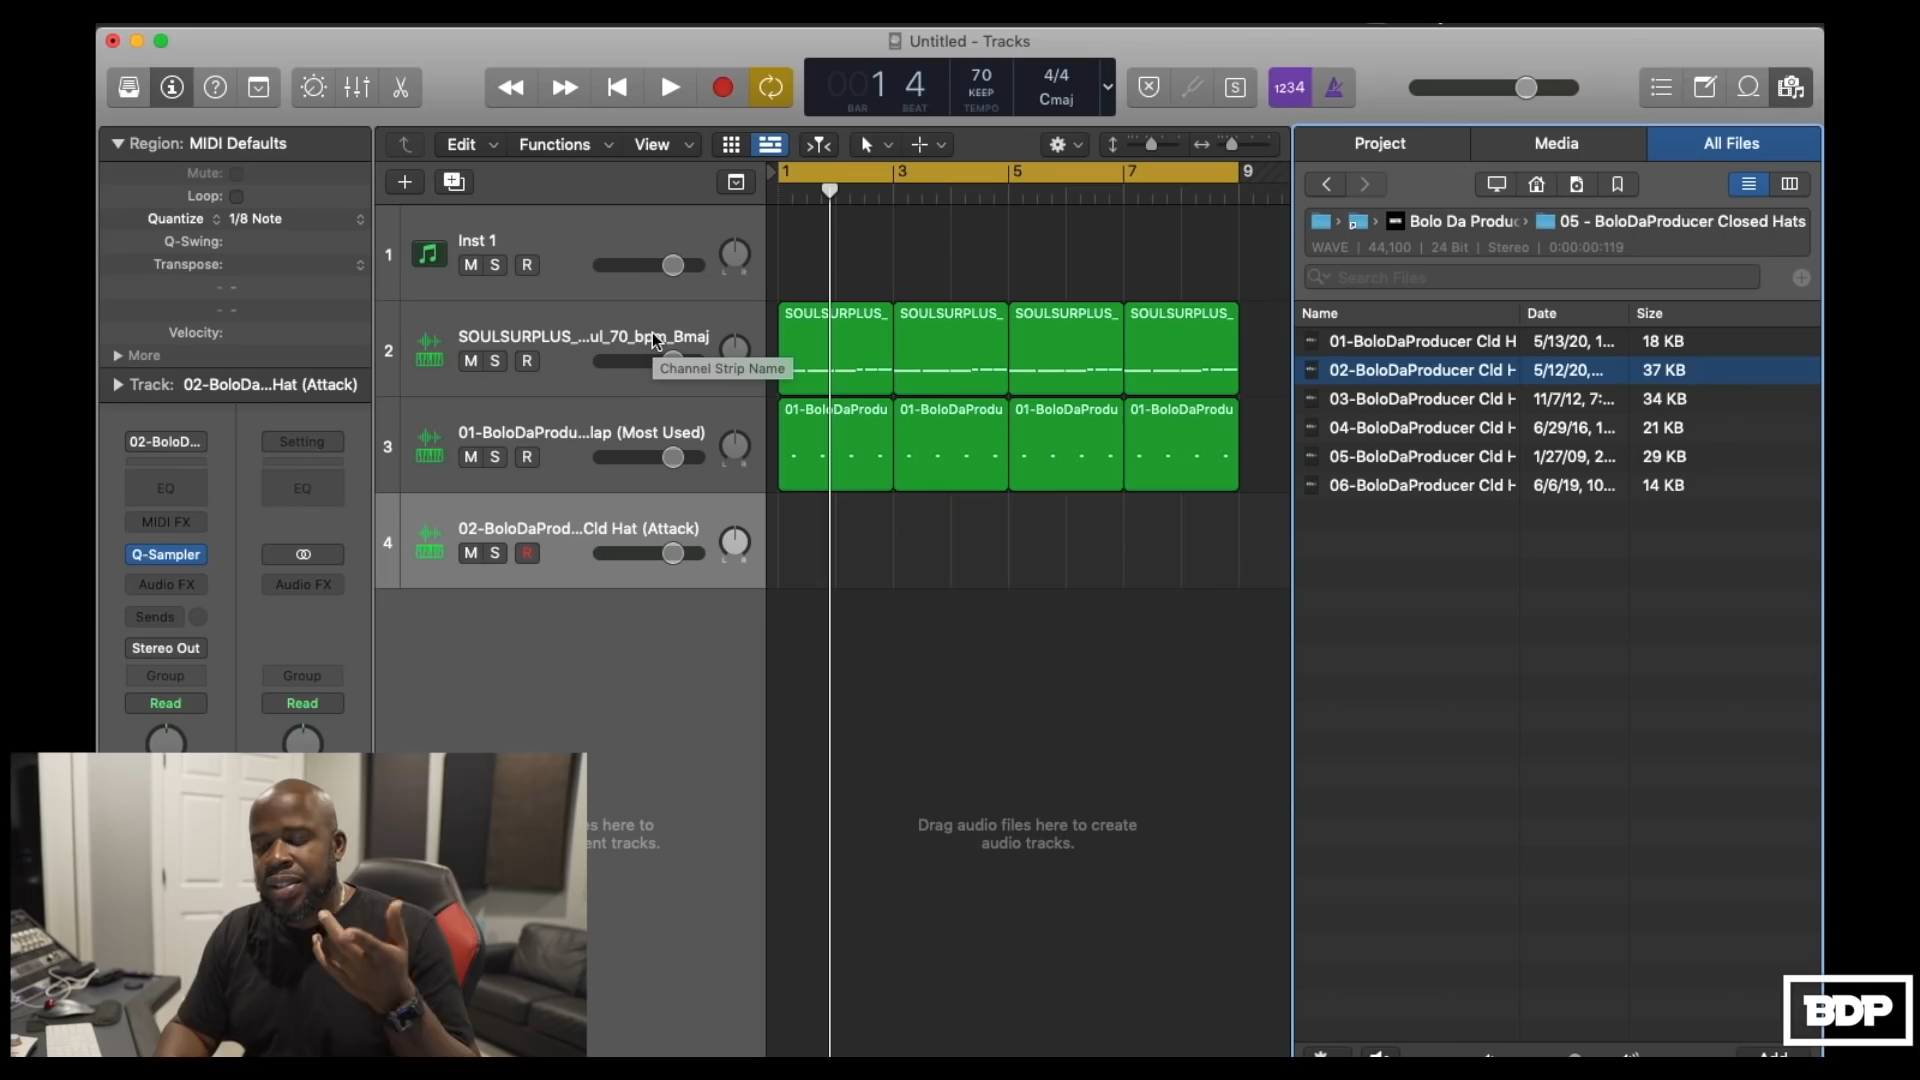 Untitled - Tracks
001 4
BAR BEAT
70
KEEP
TEMPO
4/4
Cmaj
S
1234
Region: MIDI Defaults
Mute:
Loop:
Quantize 1/8 Note
Q-Swing:
Transpose:
- -
- -
Velocity:
More
Track: 02-BoloDa...Hat (Attack)
02-BoloD...
Setting
EQ
EQ
MIDI FX
Q-Sampler
Audio FX
Audio FX
Sends
Stereo Out
Group
Group
Read
Read
Edit
Functions
View
1
3
5
7
9
1
Inst 1
M S R
L R
2
SOULSURPLUS_...ul_70_bpm_Bmaj
M S R
Channel Strip Name
SOULSURPLUS_
SOULSURPLUS_
SOULSURPLUS_
SOULSURPLUS_
3
01-BoloDaProdu...lap (Most Used)
M S R
L R
01-BoloDaProdu
01-BoloDaProdu
01-BoloDaProdu
01-BoloDaProdu
4
02-BoloDaProd...Cld Hat (Attack)
M S R
L R
es here to
ent tracks.
Drag audio files here to create
audio tracks.
Project
Media
All Files
Bolo Da Produc
05 - BoloDaProducer Closed Hats
WAVE | 44,100 | 24 Bit | Stereo | 0:00:00:119
Search Files
Name Date Size
01-BoloDaProducer Cld H 5/13/20, 1... 18 KB
02-BoloDaProducer Cld H 5/12/20,... 37 KB
03-BoloDaProducer Cld H 11/7/12, 7:... 34 KB
04-BoloDaProducer Cld H 6/29/16, 1... 21 KB
05-BoloDaProducer Cld H 1/27/09, 2... 29 KB
06-BoloDaProducer Cld H 6/6/19, 10... 14 KB
Add
BDP